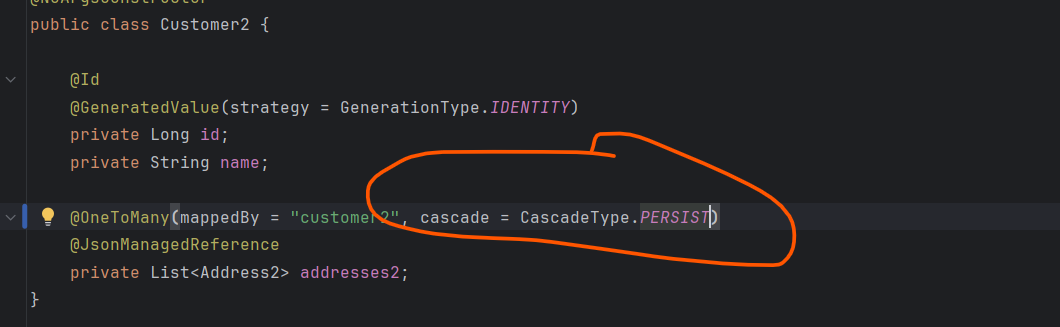 @NoArgsConstructor
public class Customer2 {
@Id
@GeneratedValue(strategy = GenerationType.IDENTITY)
private Long id;
private String name;
@OneToMany(mappedBy = "customer2", cascade = CascadeType.PERSIST)
@JsonManagedReference
private List<Address2> addresses2;
}